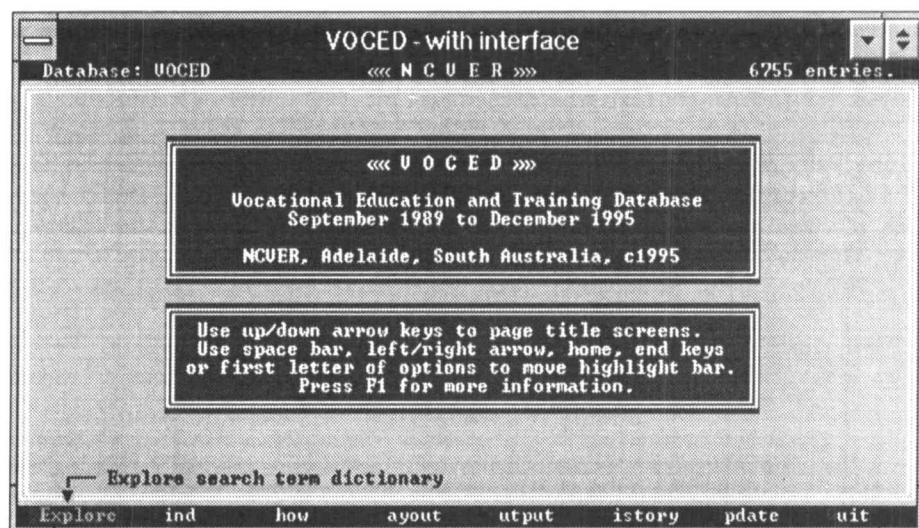 VOCED - with interface
Database: VOCED «« N C V E R »» 6755 entries.
«« V O C E D »»
Vocational Education and Training Database
September 1989 to December 1995
NCVER, Adelaide, South Australia, c1995
Use up/down arrow keys to page title screens.
Use space bar, left/right arrow, home, end keys
or first letter of options to move highlight bar.
Press F1 for more information.
Explore search term dictionary
Explore ind how ayout utput istory pdate uit